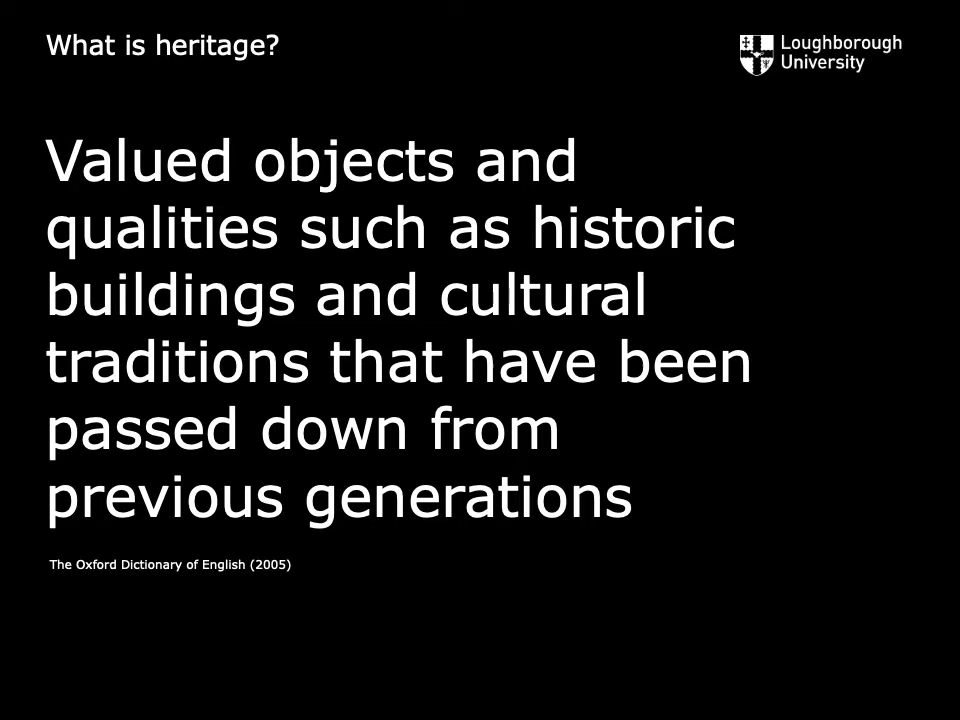 What is heritage?
Loughborough
University
Valued objects and
qualities such as historic
buildings and cultural
traditions that have been
passed down from
previous generations
The Oxford Dictionary of English (2005)